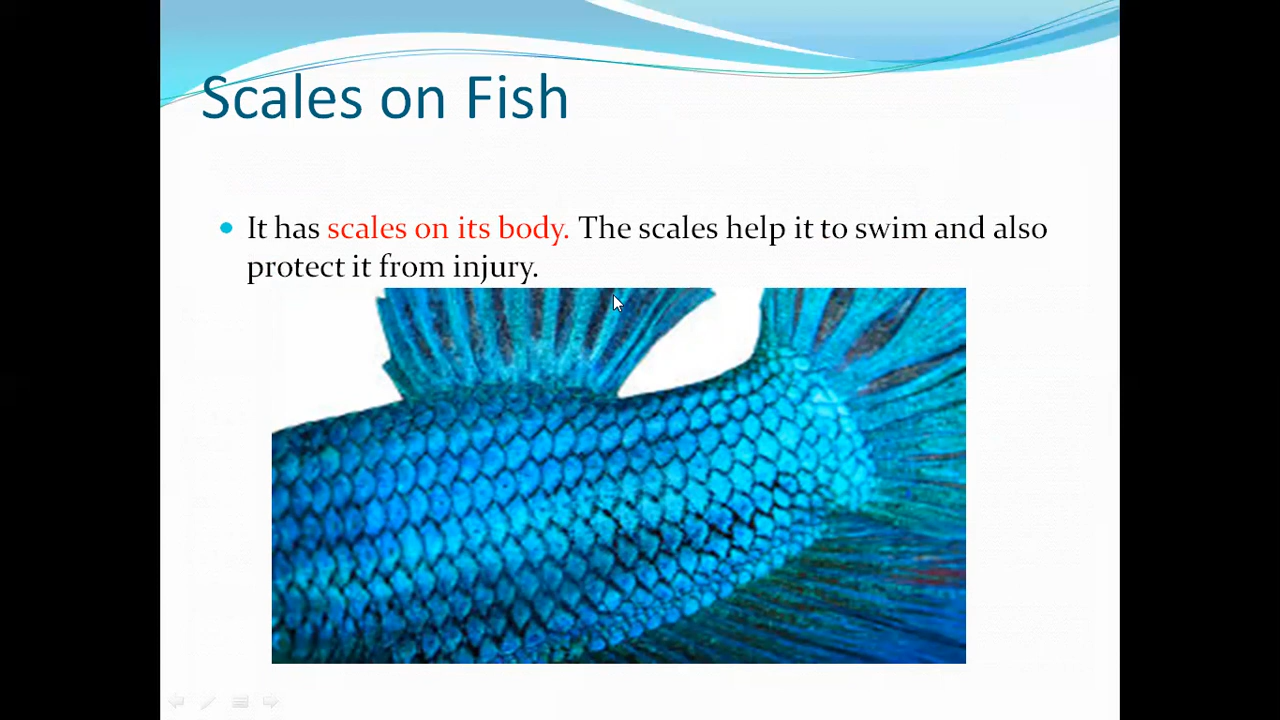 Scales on Fish
It has scales on its body. The scales help it to swim and also
protect it from injury.